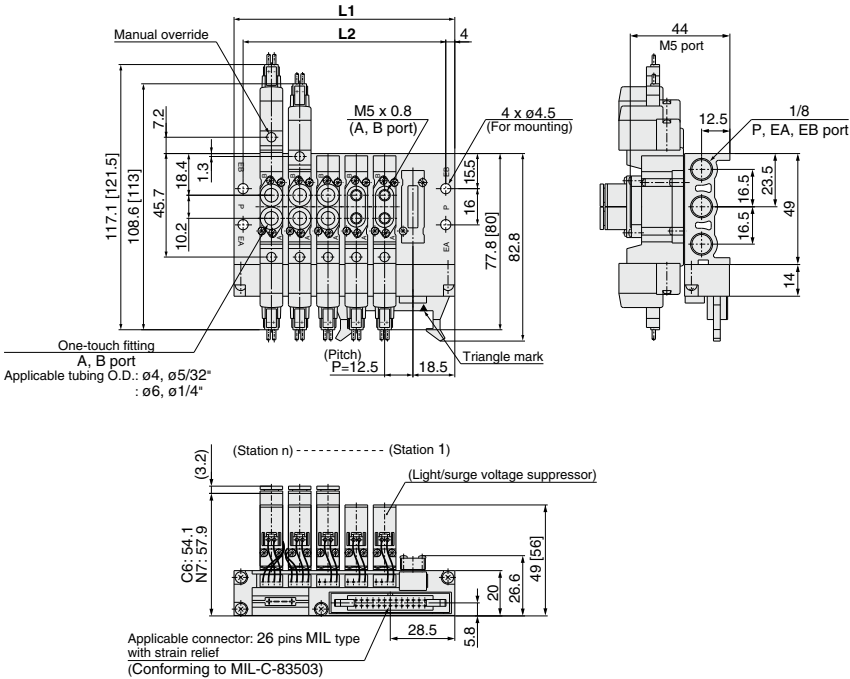 L1
L2
4
Manual override
M5 x 0.8
(A, B port)
4 x ø4.5
(For mounting)
44
M5 port
12.5
1/8
P, EA, EB port
117.1 [121.5]
108.6 [113]
7.2
45.7
18.4
1.3
10.2
EB
P
EA
B
B
A
EB
P
EA
15.5
16
77.8 [80]
82.8
16.5
16.5
23.5
49
14
One-touch fitting
A, B port
Applicable tubing O.D.: ø4, ø5/32"
: ø6, ø1/4"
(Pitch)
P=12.5
18.5
Triangle mark
(Station n)
(Station 1)
(Light/surge voltage suppressor)
(3.2)
C6: 54.1
N7: 57.9
49 [56]
26.6
20
5.8
28.5
Applicable connector: 26 pins MIL type
with strain relief
(Conforming to MIL-C-83503)